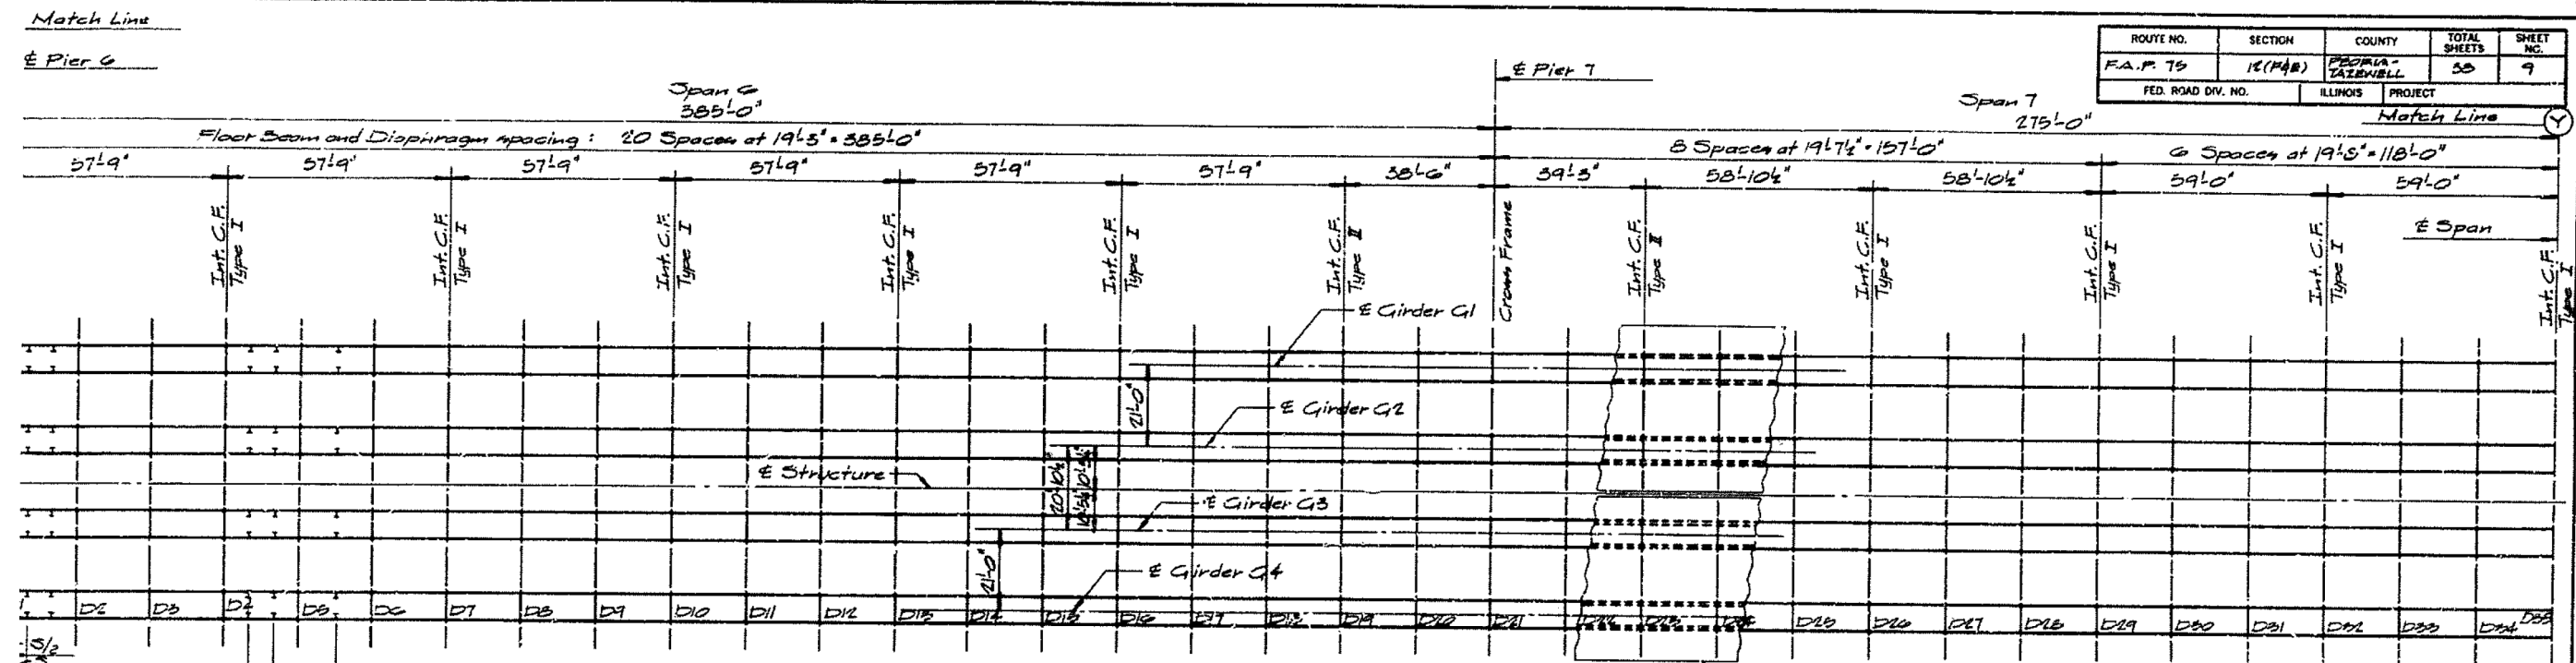 Match Line
℄ Pier 6
℄ Pier 7
ROUTE NO. SECTION COUNTY TOTAL SHEETS SHEET NO.
F.A.P. 75 PEORIA-TAZEWELL 9
FED. ROAD DIV. NO. ILLINOIS PROJECT
Span 6
385'-0"
Span 7
275'-0"
Match Line
Y
Floor Beam and Diaphragm spacing: 20 Spaces at 19'-3" = 385'-0"
8 Spaces at 19'-7½" = 157'-0"
6 Spaces at 19'-8" = 118'-0"
57'-9" 57'-9" 57'-9" 57'-9" 57'-9" 57'-9" 38'-6" 39'-3" 58'-10½" 58'-10½" 59'-0" 59'-0"
℄ Span
Int. C.F. Type I
Int. C.F. Type I
Int. C.F. Type I
Int. C.F. Type I
Int. C.F. Type I
Int. C.F. Type II
Cross Frame
Int. C.F. Type II
Int. C.F. Type I
Int. C.F. Type I
Int. C.F. Type I
Int. C.F. Type I
℄ Girder G1
21'-0"
℄ Girder G2
℄ Structure
20'-10½"
℄ Girder G3
21'-0"
℄ Girder G4
D2 D3 D5 D6 D7 D8 D9 D10 D11 D12 D13 D14 D15 D16 D17 D18 D19 D20 D21 D22 D23 D24 D25 D26 D27 D28 D29 D30 D31 D32 D33 D34 D35
S/2